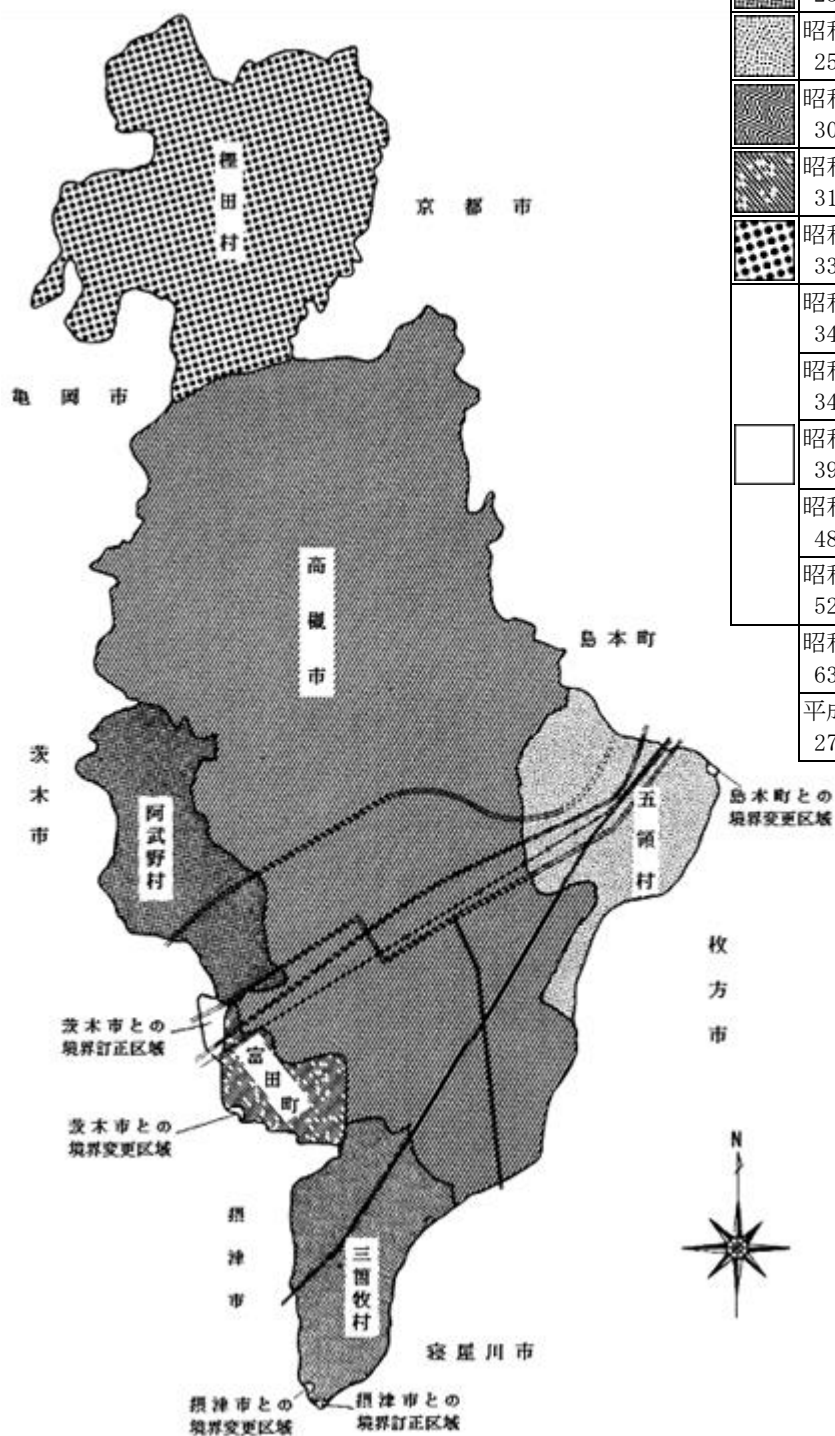 昭和
25
昭和
30
昭和
31
昭和
33
昭和
34
昭和
34
昭和
39
昭和
48
昭和
52
昭和
63
平成
27
樫田村
京都市
亀岡市
高槻市
島本町
茨木市
阿武野村
五領村
島本町との
境界変更区域
枚方市
茨木市との
境界訂正区域
富田町
茨木市との
境界変更区域
N
摂津市
三箇牧村
寝屋川市
摂津市との
境界変更区域
摂津市との
境界訂正区域